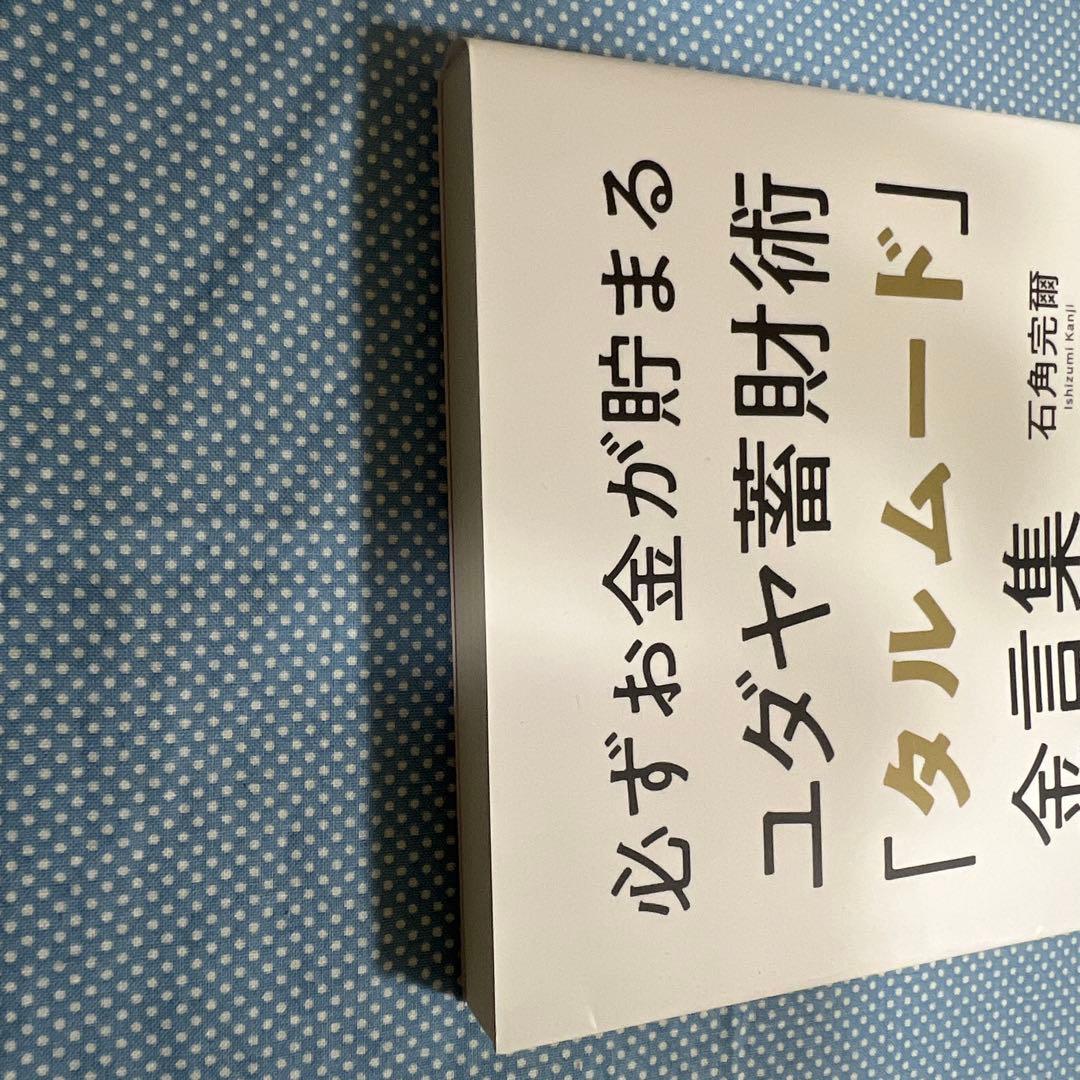 必ずお金が貯まる
ユダヤ蓄財術
「タルムード」
金言集
石角完爾
Ishizumi Kanji